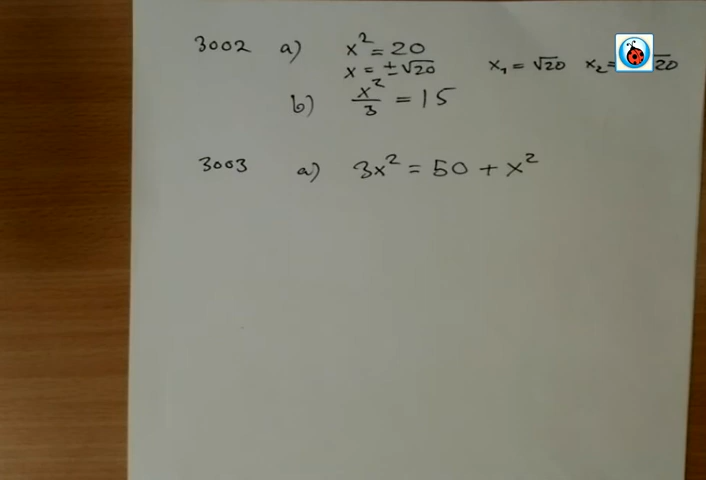 3002 a) x² = 20
x = ±√20 x₁ = √20 x₂ = √20
b) x²/3 = 15
3003 a) 3x² = 50 + x²